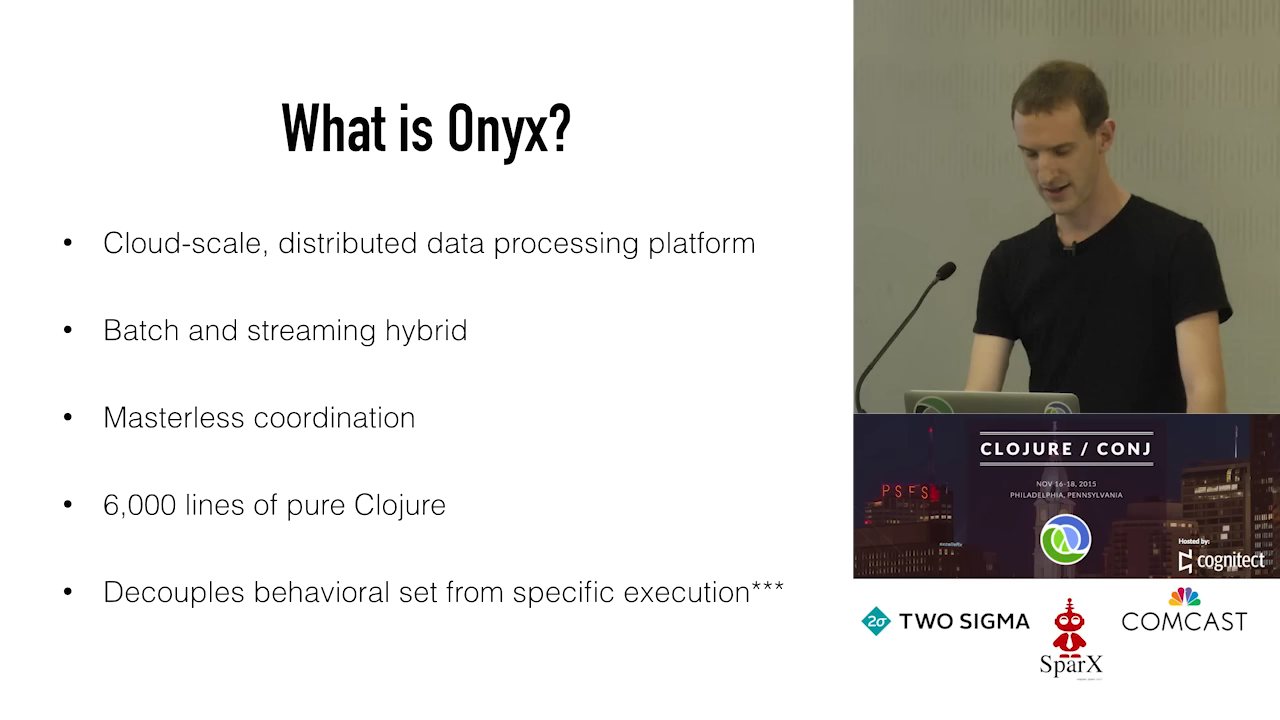 What is Onyx?
• Cloud-scale, distributed data processing platform
• Batch and streaming hybrid
• Masterless coordination
• 6,000 lines of pure Clojure
• Decouples behavioral set from specific execution***
CLOJURE / CONJ
NOV 16-18, 2015
PHILADELPHIA, PENNSYLVANIA
PSFS
Hosted by:
cognitect
2σ TWO SIGMA
SparX
COMCAST